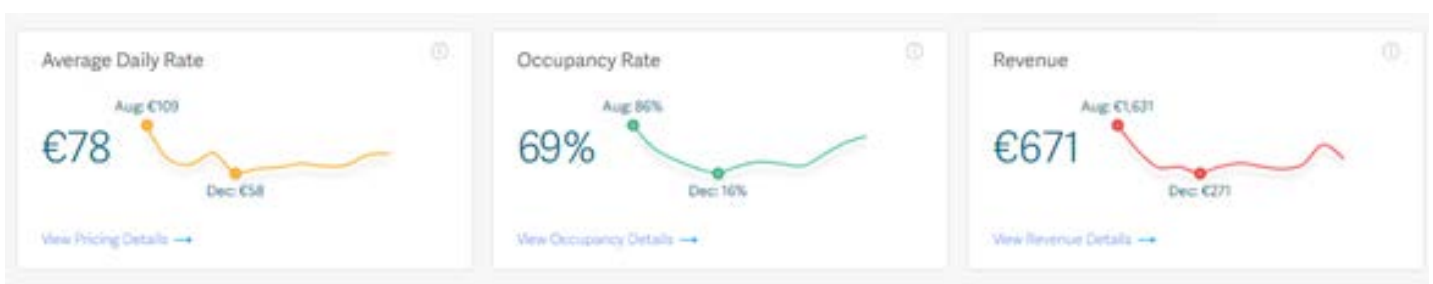 Average Daily Rate
Aug: €109
€78
Dec: €58
View Pricing Details →
Occupancy Rate
Aug: 86%
69%
Dec: 16%
View Occupancy Details →
Revenue
Aug: €1,631
€671
Dec: €271
View Revenue Details →